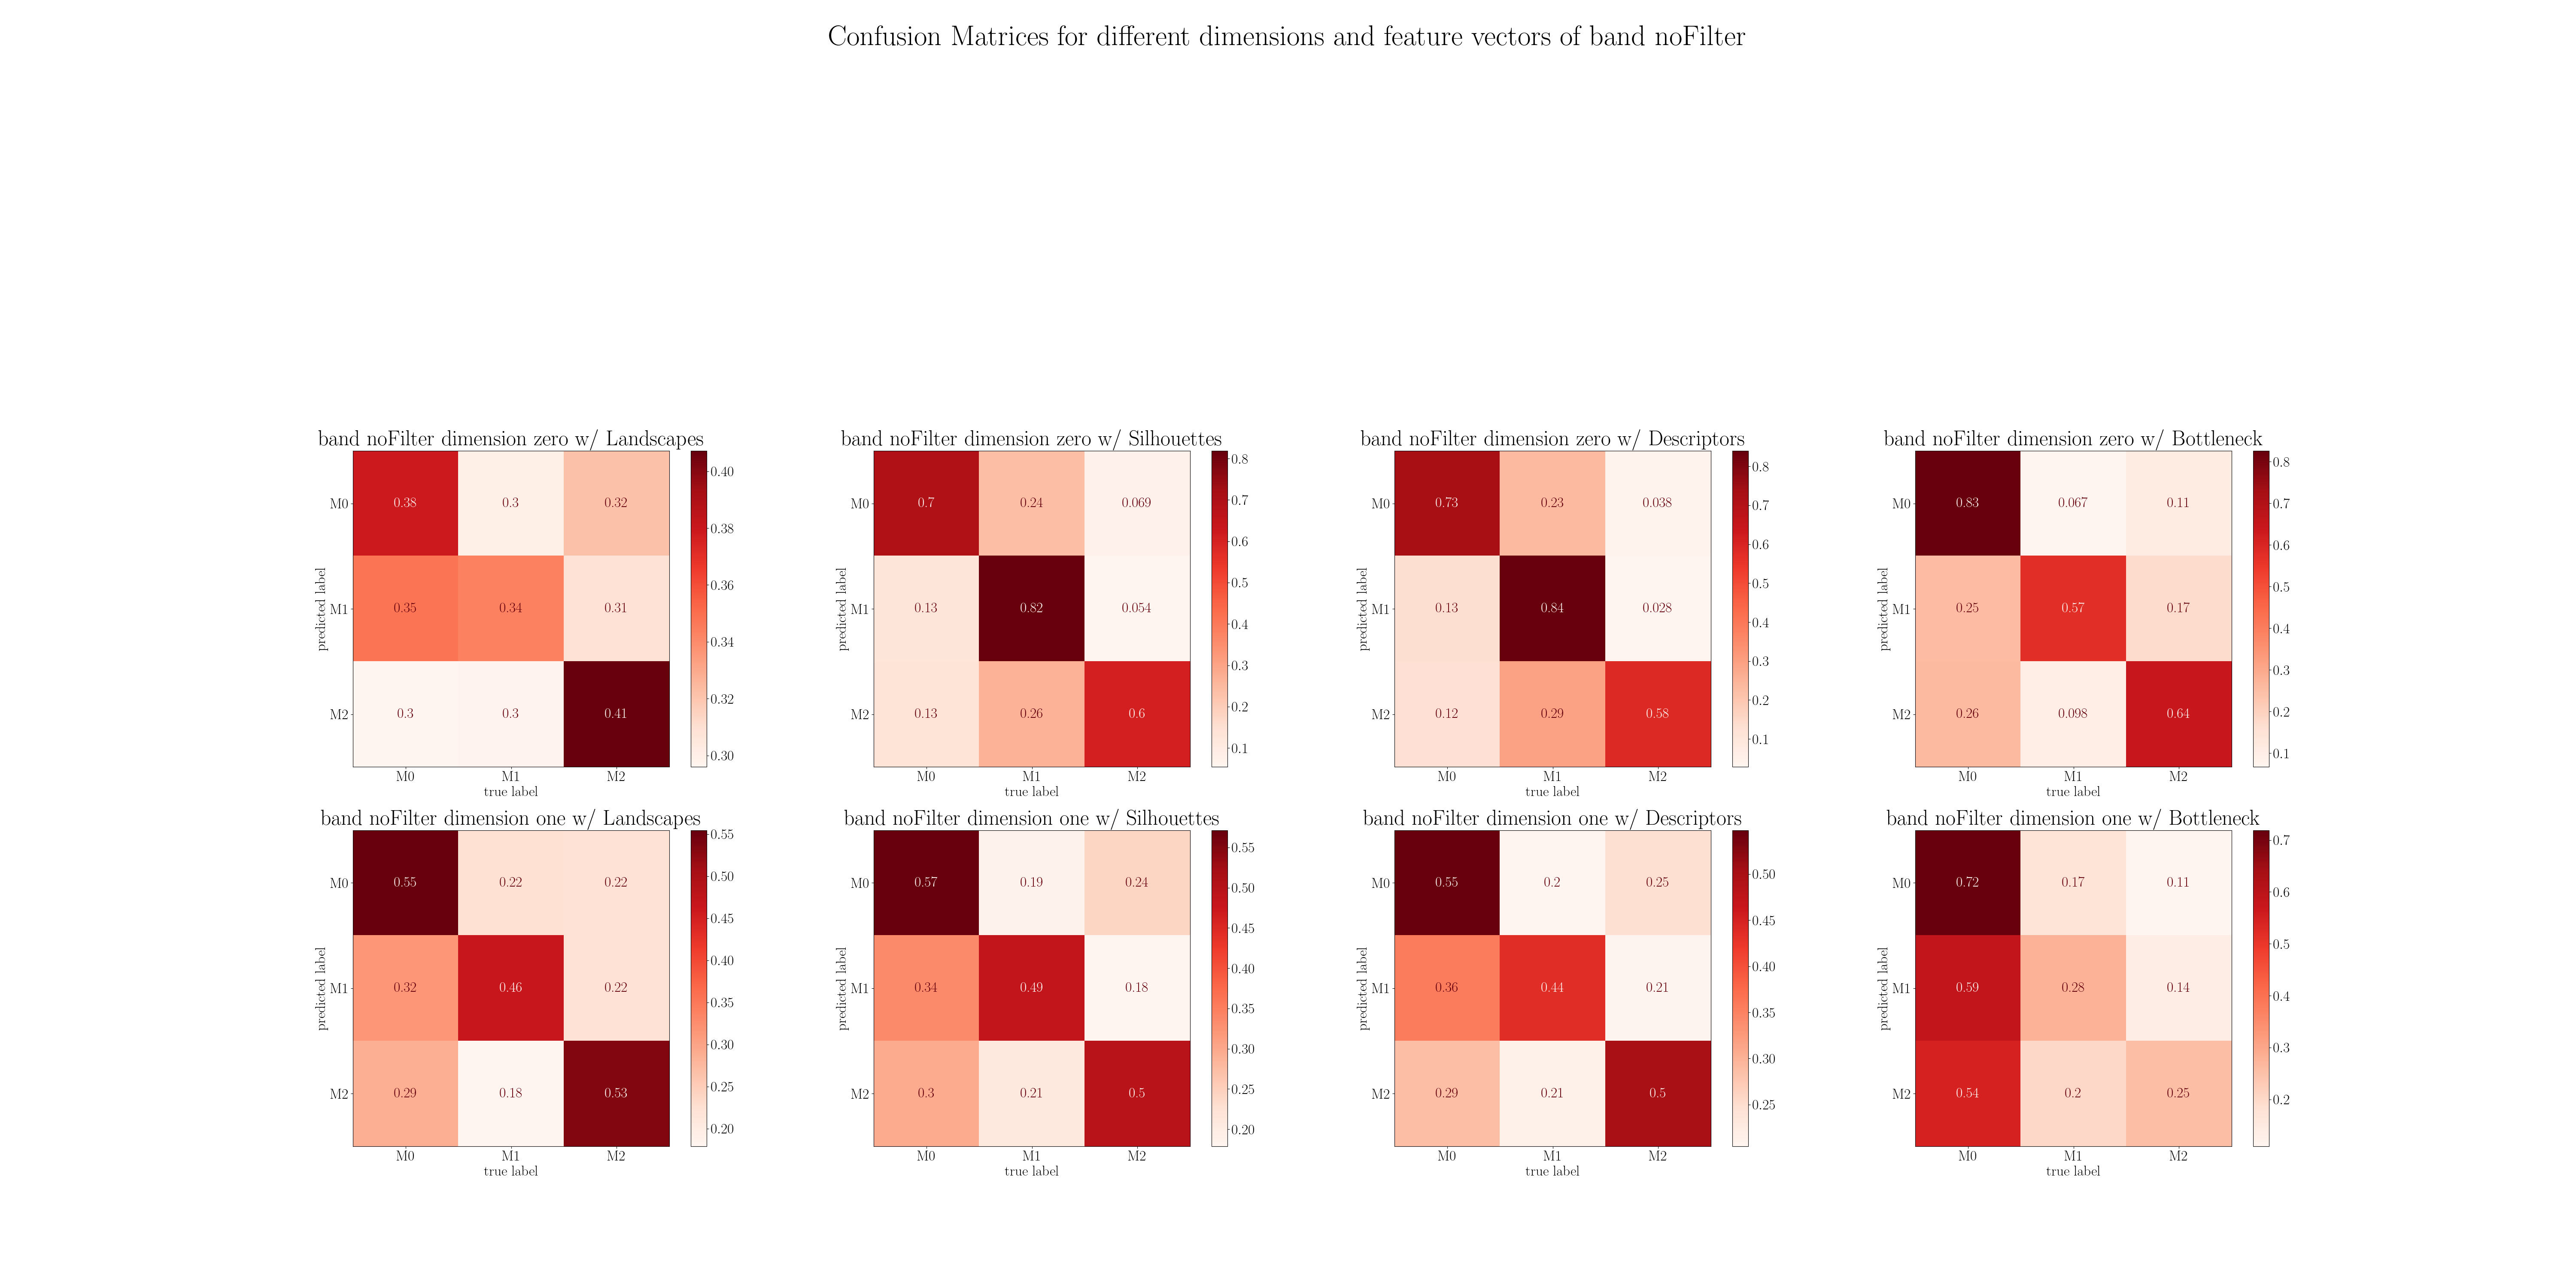 Confusion Matrices for different dimensions and feature vectors of band noFilter
band noFilter dimension zero w/ Landscapes
predicted label
M0
M1
M2
0.38 0.3 0.32
0.35 0.34 0.31
0.3 0.3 0.41
M0 M1 M2
true label
0.40
0.38
0.36
0.34
0.32
0.30
band noFilter dimension zero w/ Silhouettes
predicted label
M0
M1
M2
0.7 0.24 0.069
0.13 0.82 0.054
0.13 0.26 0.6
M0 M1 M2
true label
0.8
0.7
0.6
0.5
0.4
0.3
0.2
0.1
band noFilter dimension zero w/ Descriptors
predicted label
M0
M1
M2
0.73 0.23 0.038
0.13 0.84 0.028
0.12 0.29 0.58
M0 M1 M2
true label
0.8
0.7
0.6
0.5
0.4
0.3
0.2
0.1
band noFilter dimension zero w/ Bottleneck
predicted label
M0
M1
M2
0.83 0.067 0.11
0.25 0.57 0.17
0.26 0.098 0.64
M0 M1 M2
true label
0.8
0.7
0.6
0.5
0.4
0.3
0.2
0.1
band noFilter dimension one w/ Landscapes
predicted label
M0
M1
M2
0.55 0.22 0.22
0.32 0.46 0.22
0.29 0.18 0.53
M0 M1 M2
true label
0.55
0.50
0.45
0.40
0.35
0.30
0.25
0.20
band noFilter dimension one w/ Silhouettes
predicted label
M0
M1
M2
0.57 0.19 0.24
0.34 0.49 0.18
0.3 0.21 0.5
M0 M1 M2
true label
0.55
0.50
0.45
0.40
0.35
0.30
0.25
0.20
band noFilter dimension one w/ Descriptors
predicted label
M0
M1
M2
0.55 0.2 0.25
0.36 0.44 0.21
0.29 0.21 0.5
M0 M1 M2
true label
0.50
0.45
0.40
0.35
0.30
0.25
band noFilter dimension one w/ Bottleneck
predicted label
M0
M1
M2
0.72 0.17 0.11
0.59 0.28 0.14
0.54 0.2 0.25
M0 M1 M2
true label
0.7
0.6
0.5
0.4
0.3
0.2